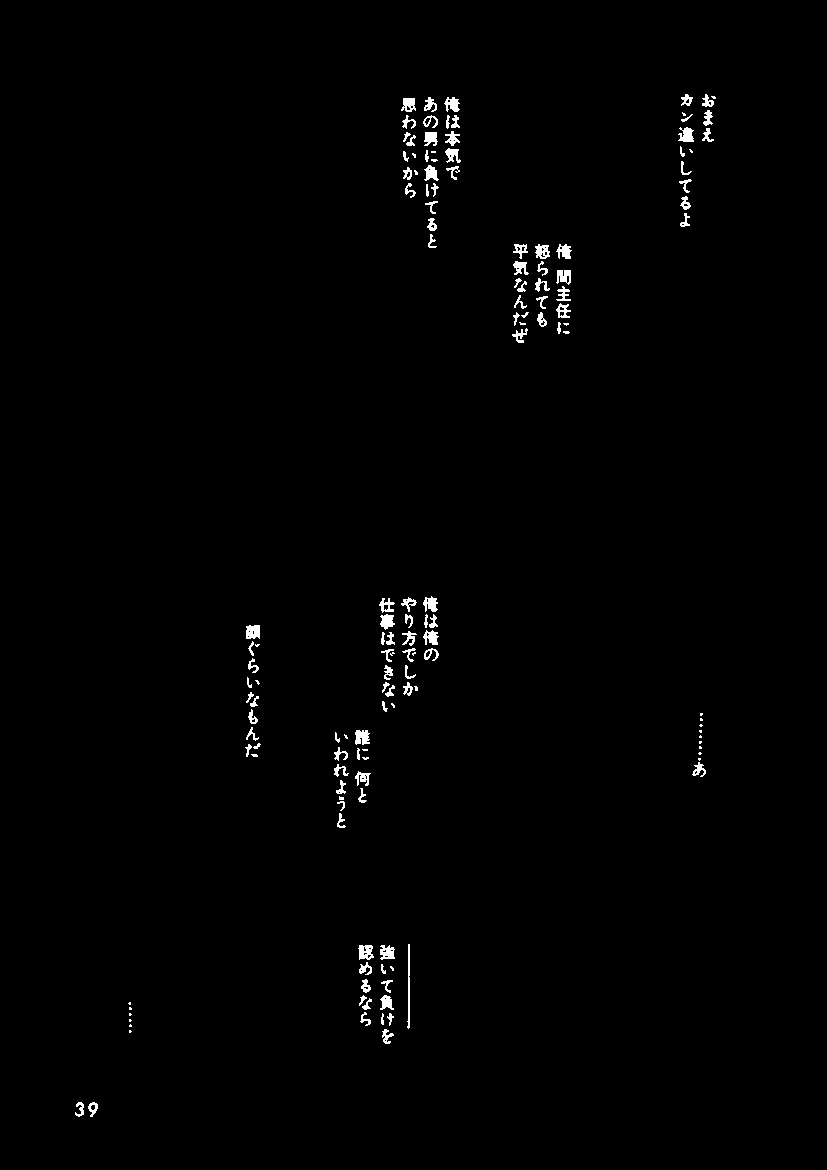 おまえ
カン違いしてるよ
俺 間主任に
怒られても
平気なんだぜ
俺は本気で
あの男に負けてると
思わないから
………あ
俺は俺の
やり方でしか
仕事はできない
誰に 何と
いわれようと
―強いて負けを
認めるなら
顔ぐらいなもんだ
……
39